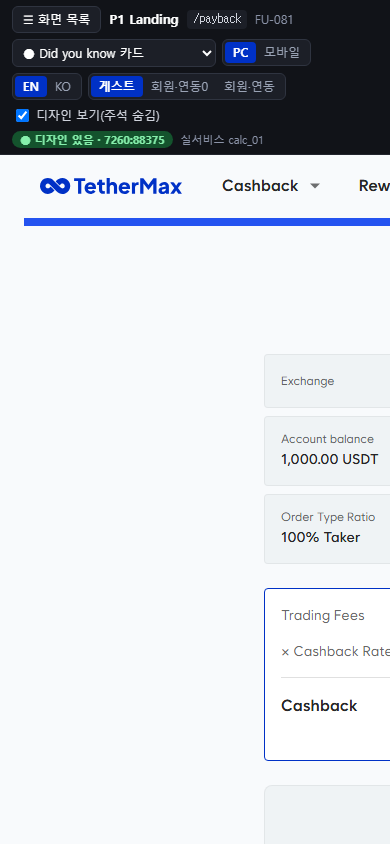 ☰ 화면 목록 P1 Landing /payback FU-081
● Did you know 카드 PC 모바일
EN KO 게스트 회원·연동0 회원·연동
디자인 보기(주석 숨김)
● 디자인 있음 · 7260:88375 실서비스 calc_01
TetherMax Cashback Rew
Exchange
Account balance
1,000.00 USDT
Order Type Ratio
100% Taker
Trading Fees
× Cashback Rate
Cashback